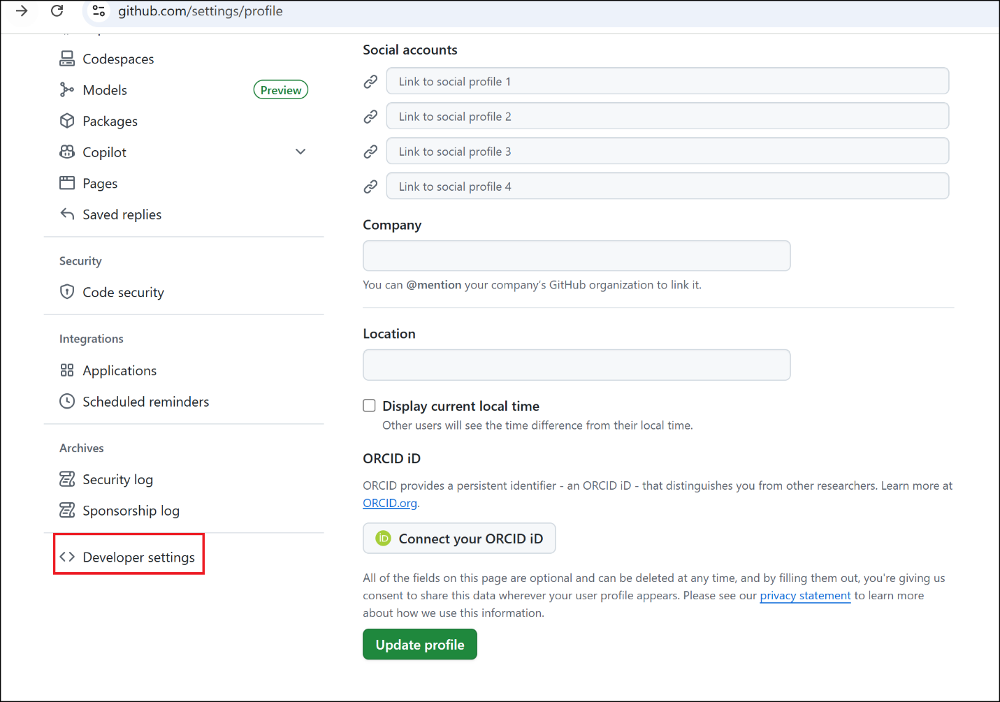 github.com/settings/profile
Codespaces
Models
Preview
Packages
Copilot
Pages
Saved replies
Security
Code security
Integrations
Applications
Scheduled reminders
Archives
Security log
Sponsorship log
Developer settings
Social accounts
Link to social profile 1
Link to social profile 2
Link to social profile 3
Link to social profile 4
Company
You can @mention your company's GitHub organization to link it.
Location
Display current local time
Other users will see the time difference from their local time.
ORCID iD
ORCID provides a persistent identifier - an ORCID iD - that distinguishes you from other researchers. Learn more at
ORCID.org.
iD Connect your ORCID iD
All of the fields on this page are optional and can be deleted at any time, and by filling them out, you're giving us
consent to share this data wherever your user profile appears. Please see our privacy statement to learn more
about how we use this information.
Update profile